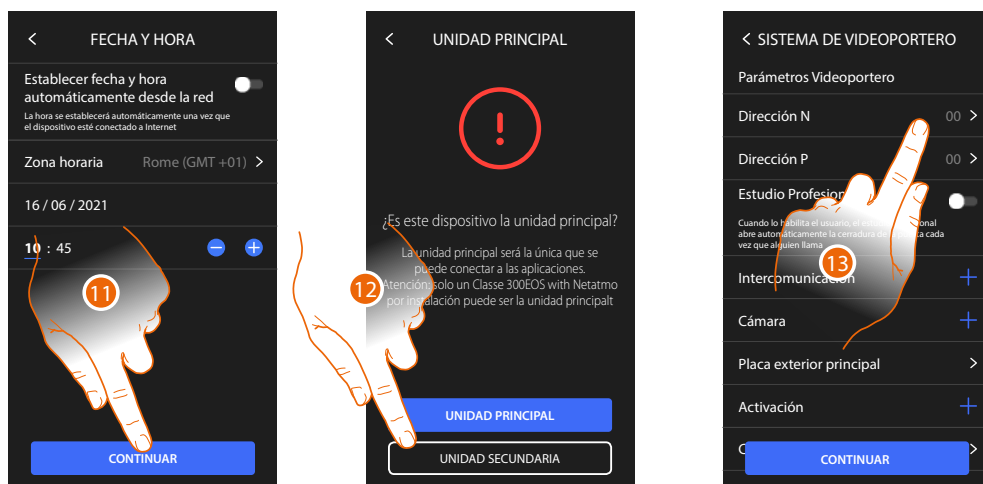 FECHA Y HORA
Establecer fecha y hora
automáticamente desde la red
La hora se establecerá automáticamente una vez que
el dispositivo esté conectado a Internet
Zona horaria Rome (GMT +01)
16 / 06 / 2021
10 : 45
11
CONTINUAR
UNIDAD PRINCIPAL
¿Es este dispositivo la unidad principal?
La unidad principal será la única que se
puede conectar a las aplicaciones.
Atención: solo un Classe 300EOS with Netatmo
por instalación puede ser la unidad principalt
12
UNIDAD PRINCIPAL
UNIDAD SECUNDARIA
SISTEMA DE VIDEOPORTERO
Parámetros Videoportero
Dirección N 00
Dirección P 00
Estudio Profesion
Cuando lo habilita el usuario, el
abre automáticamente la cerradura de la cada
vez que alguien llama
13
Intercomunicación
Cámara
Placa exterior principal
Activación
C
CONTINUAR